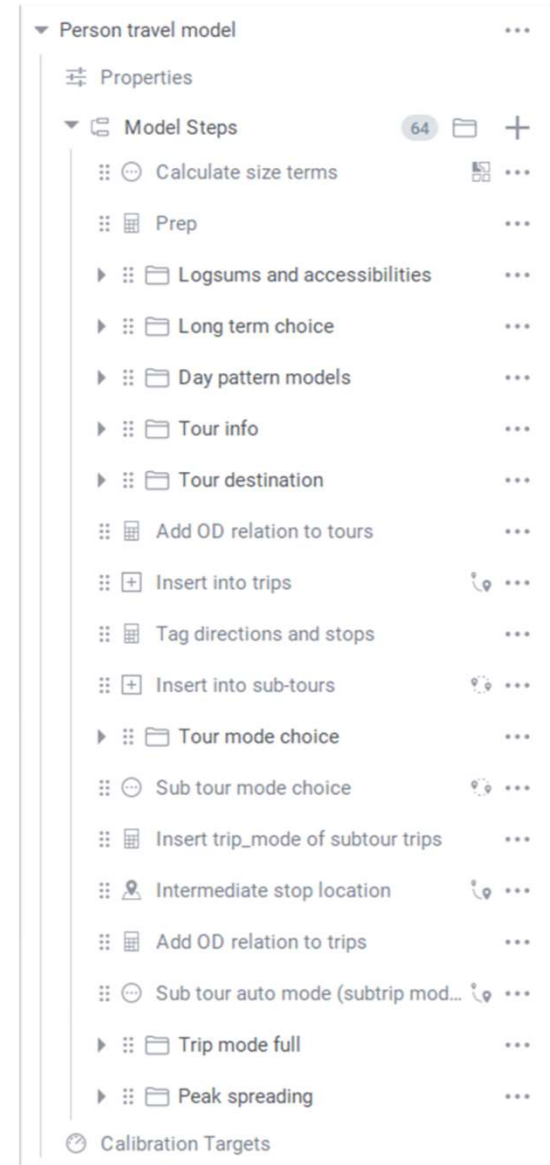 Person travel model
Properties
Model Steps 64
Calculate size terms
Prep
Logsums and accessibilities
Long term choice
Day pattern models
Tour info
Tour destination
Add OD relation to tours
Insert into trips
Tag directions and stops
Insert into sub-tours
Tour mode choice
Sub tour mode choice
Insert trip_mode of subtour trips
Intermediate stop location
Add OD relation to trips
Sub tour auto mode (subtrip mod...
Trip mode full
Peak spreading
Calibration Targets